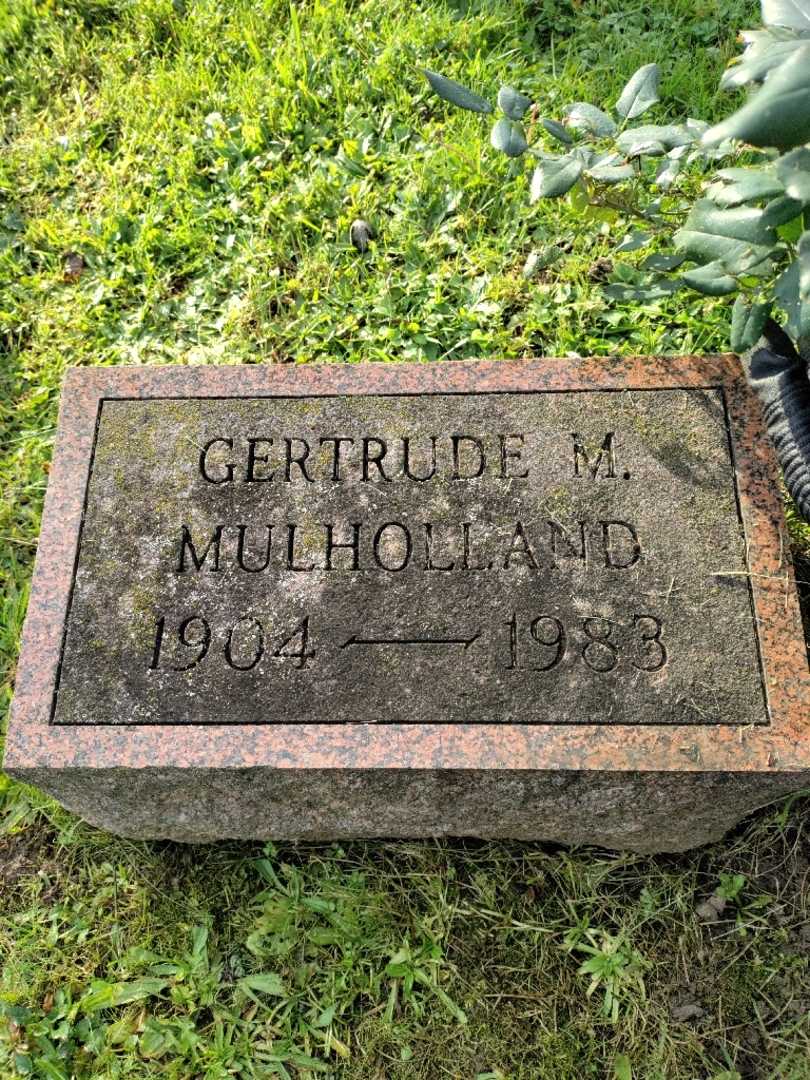 GERTRUDE M.
MULHOLLAND
1904 — 1983